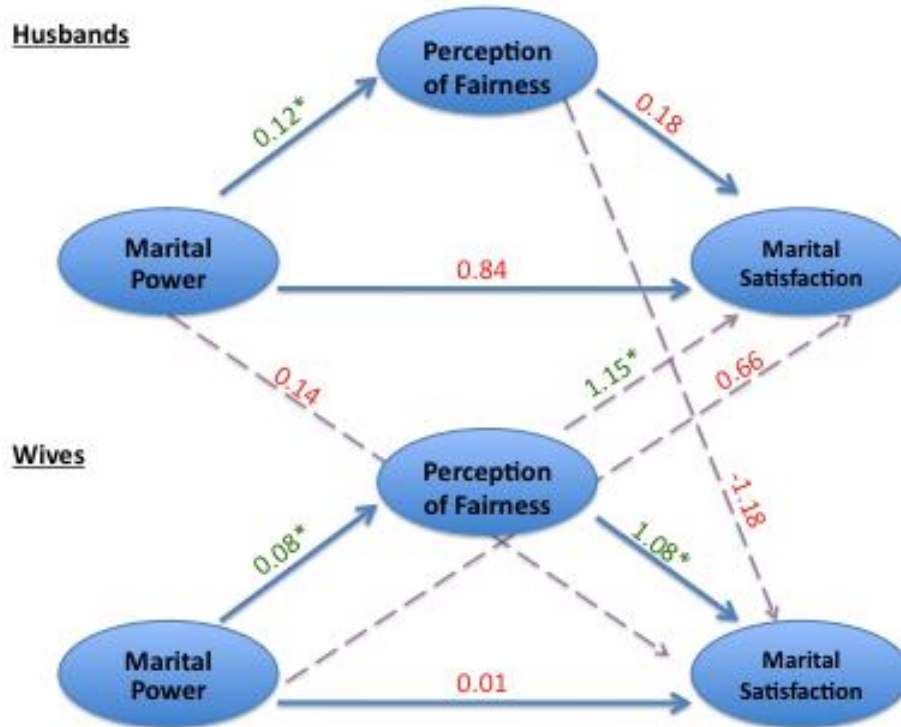 Husbands
Perception
of Fairness
0.12*
0.18
Marital
Power
0.84
Marital
Satisfaction
0.14
1.15*
0.66
Wives
Perception
of Fairness
-1.18
0.08*
1.08*
Marital
Power
0.01
Marital
Satisfaction